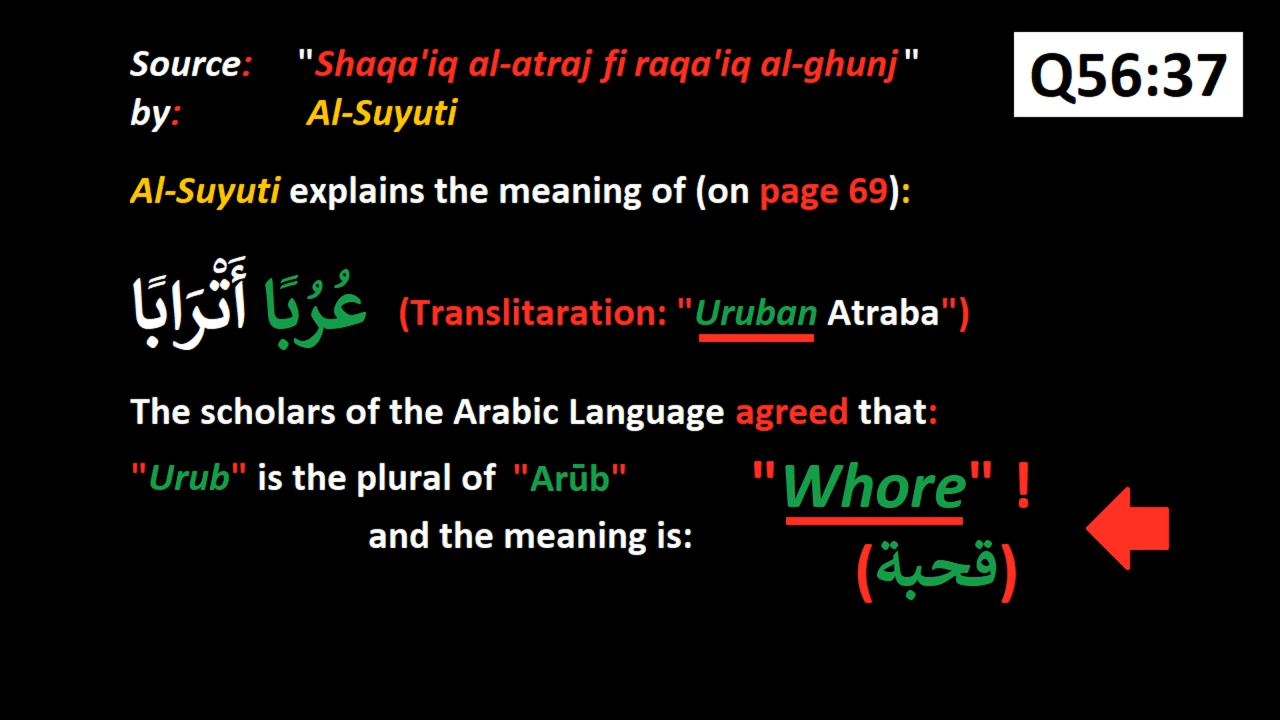 Source: "Shaqa'iq al-atraj fi raqa'iq al-ghunj"
Q56:37
by: Al-Suyuti
Al-Suyuti explains the meaning of (on page 69):
عُرُبًا أَتْرَابًا (Translitaration: "Uruban Atraba")
The scholars of the Arabic Language agreed that:
"Urub" is the plural of "Arūb" "Whore" !
and the meaning is:
(قحبة)